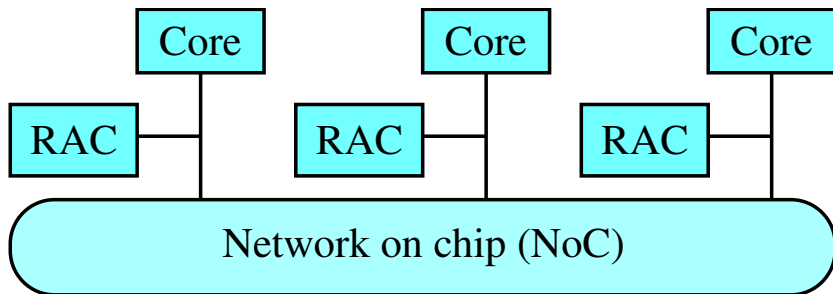 Core Core Core
RAC RAC RAC
Network on chip (NoC)